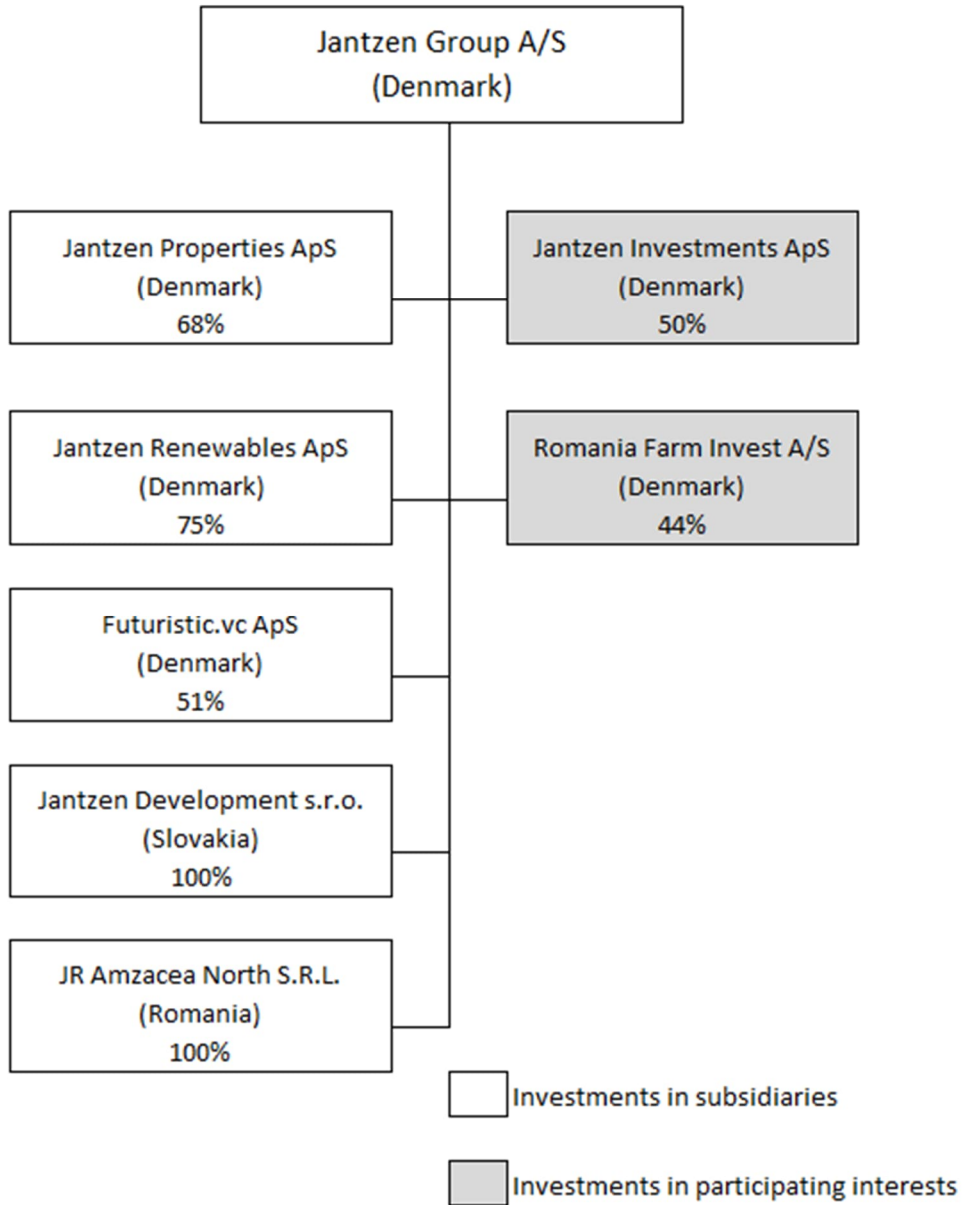 Jantzen Group A/S
(Denmark)
Jantzen Properties ApS
(Denmark)
68%
Jantzen Investments ApS
(Denmark)
50%
Jantzen Renewables ApS
(Denmark)
75%
Romania Farm Invest A/S
(Denmark)
44%
Futuristic.vc ApS
(Denmark)
51%
Jantzen Development s.r.o.
(Slovakia)
100%
JR Amzacea North S.R.L.
(Romania)
100%
Investments in subsidiaries
Investments in participating interests